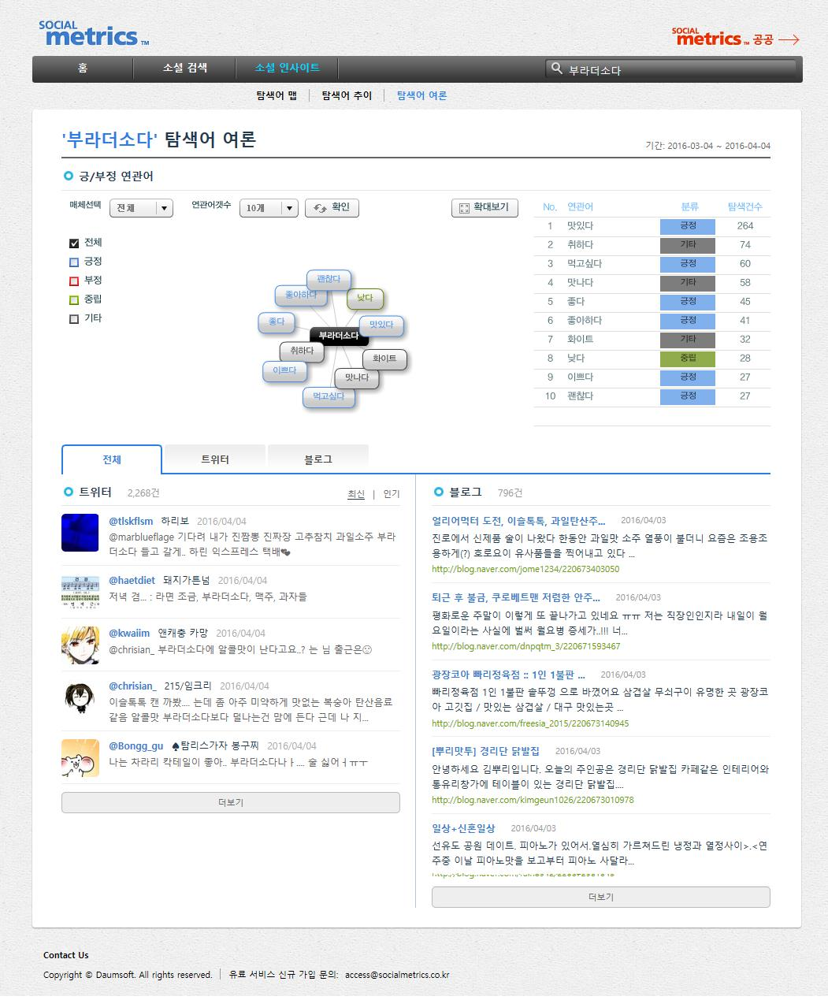 SOCIAL
metrics TM
SOCIAL
metrics TM 공공
홈 소셜 검색 소셜 인사이트 부라더소다
탐색어 맵 탐색어 추이 탐색어 여론
'부라더소다' 탐색어 여론
기간: 2016-03-04 ~ 2016-04-04
긍/부정 연관어
매체선택 전체 연관어갯수 10개 확인 확대보기
전체
긍정
부정
중립
기타
괜찮다
좋아하다
낮다
좋다
맛있다
부라더소다
취하다
화이트
이쁘다
맛나다
먹고싶다
No. 연관어 분류 탐색건수
1 맛있다 긍정 264
2 취하다 기타 74
3 먹고싶다 긍정 60
4 맛나다 기타 58
5 좋다 긍정 45
6 좋아하다 긍정 41
7 화이트 기타 32
8 낮다 중립 28
9 이쁘다 긍정 27
10 괜찮다 긍정 27
전체 트위터 블로그
트위터 2,268건 최신 | 인기
@tlskflsm 하리보 2016/04/04
@marblueflage 기다려 내가 진짬뽕 진짜장 고추참치 과일소주 부라
더소다 들고 갈게.. 하린 익스프레스 택배
@haetdiet 돼지가튼넘 2016/04/04
저녁 겸... : 라면 조금, 부라더소다, 맥주, 과자들
@kwaiim 앤캐충 카망 2016/04/04
@chrisian_ 부라더소다에 알콜맛이 난다고요..? 는 님 출근은
@chrisian_ 215/임크리 2016/04/04
이슬톡톡 캔 까봤.... 는데 좀 아주 미약하게 맛없는 복숭아 탄산음료
같음 알콜맛 부라더소다보다 덜나는건 맘에 든다 근데 나 지...
@Bongg_gu ♠탐리스가자 봉구찌 2016/04/04
나는 차라리 칵테일이 좋아.. 부라더소다나ㅏ.... 술 싫어ㅕㅠㅜ
더보기
블로그 796건
얼리어먹터 도전, 이슬톡톡, 과일탄산주... 2016/04/03
진로에서 신제품 술이 나왔다 한동안 과일맛 소주 열풍이 불더니 요즘은 조용조
용하게(?) 호로요이 유사품들을 찍어내고 있다 ...
http://blog.naver.com/jome1234/220673403050
퇴근 후 불금, 쿠로베트맨 저렴한 안주... 2016/04/03
평화로운 주말이 이렇게 또 끝나가고 있네요 ㅠㅠ 저는 직장인인지라 내일이 월
요일이라는 사실에 벌써 월요병 증세가..!!! 너...
http://blog.naver.com/dnpqtm_3/220671593467
광장코아 빠리정육점 :: 1인 1불판 ... 2016/04/03
빠리정육점 1인 1불판 솥뚜껑 으로 바꼈어요 삼겹살 무쇠구이 유명한 곳 광장코
아 고깃집 / 맛있는 삼겹살 / 대구 맛있는곳 ...
http://blog.naver.com/freesia_2015/220673140945
[뿌리맛투] 경리단 닭발집 2016/04/03
안녕하세요 김뿌리입니다. 오늘의 주인공은 경리단 닭발집 카페같은 인테리어와
통유리창가에 테이블이 있는 경리단 닭발집....
http://blog.naver.com/kimgeun1026/220673010978
일상+신혼일상 2016/04/03
선유도 공원 데이트. 피아노가 있어서.열심히 가르쳐드린 냉정과 열정사이>.<연
주중 이날 피아노맛을 보고부터 피아노 사달라...
더보기
Contact Us
Copyright © Daumsoft. All rights reserved. 유료 서비스 신규 가입 문의: access@socialmetrics.co.kr